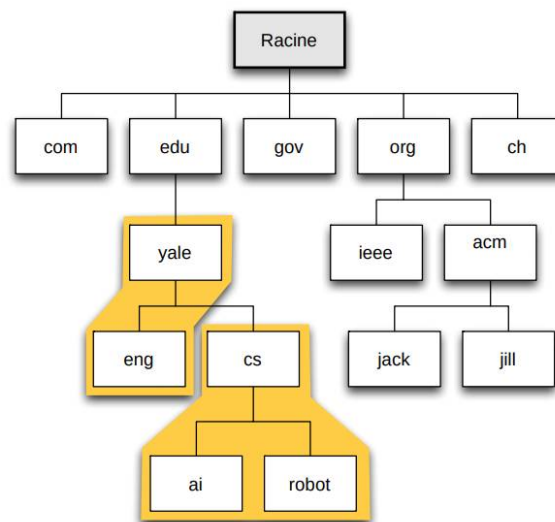 Racine
com
edu
gov
org
ch
yale
ieee
acm
eng
cs
jack
jill
ai
robot